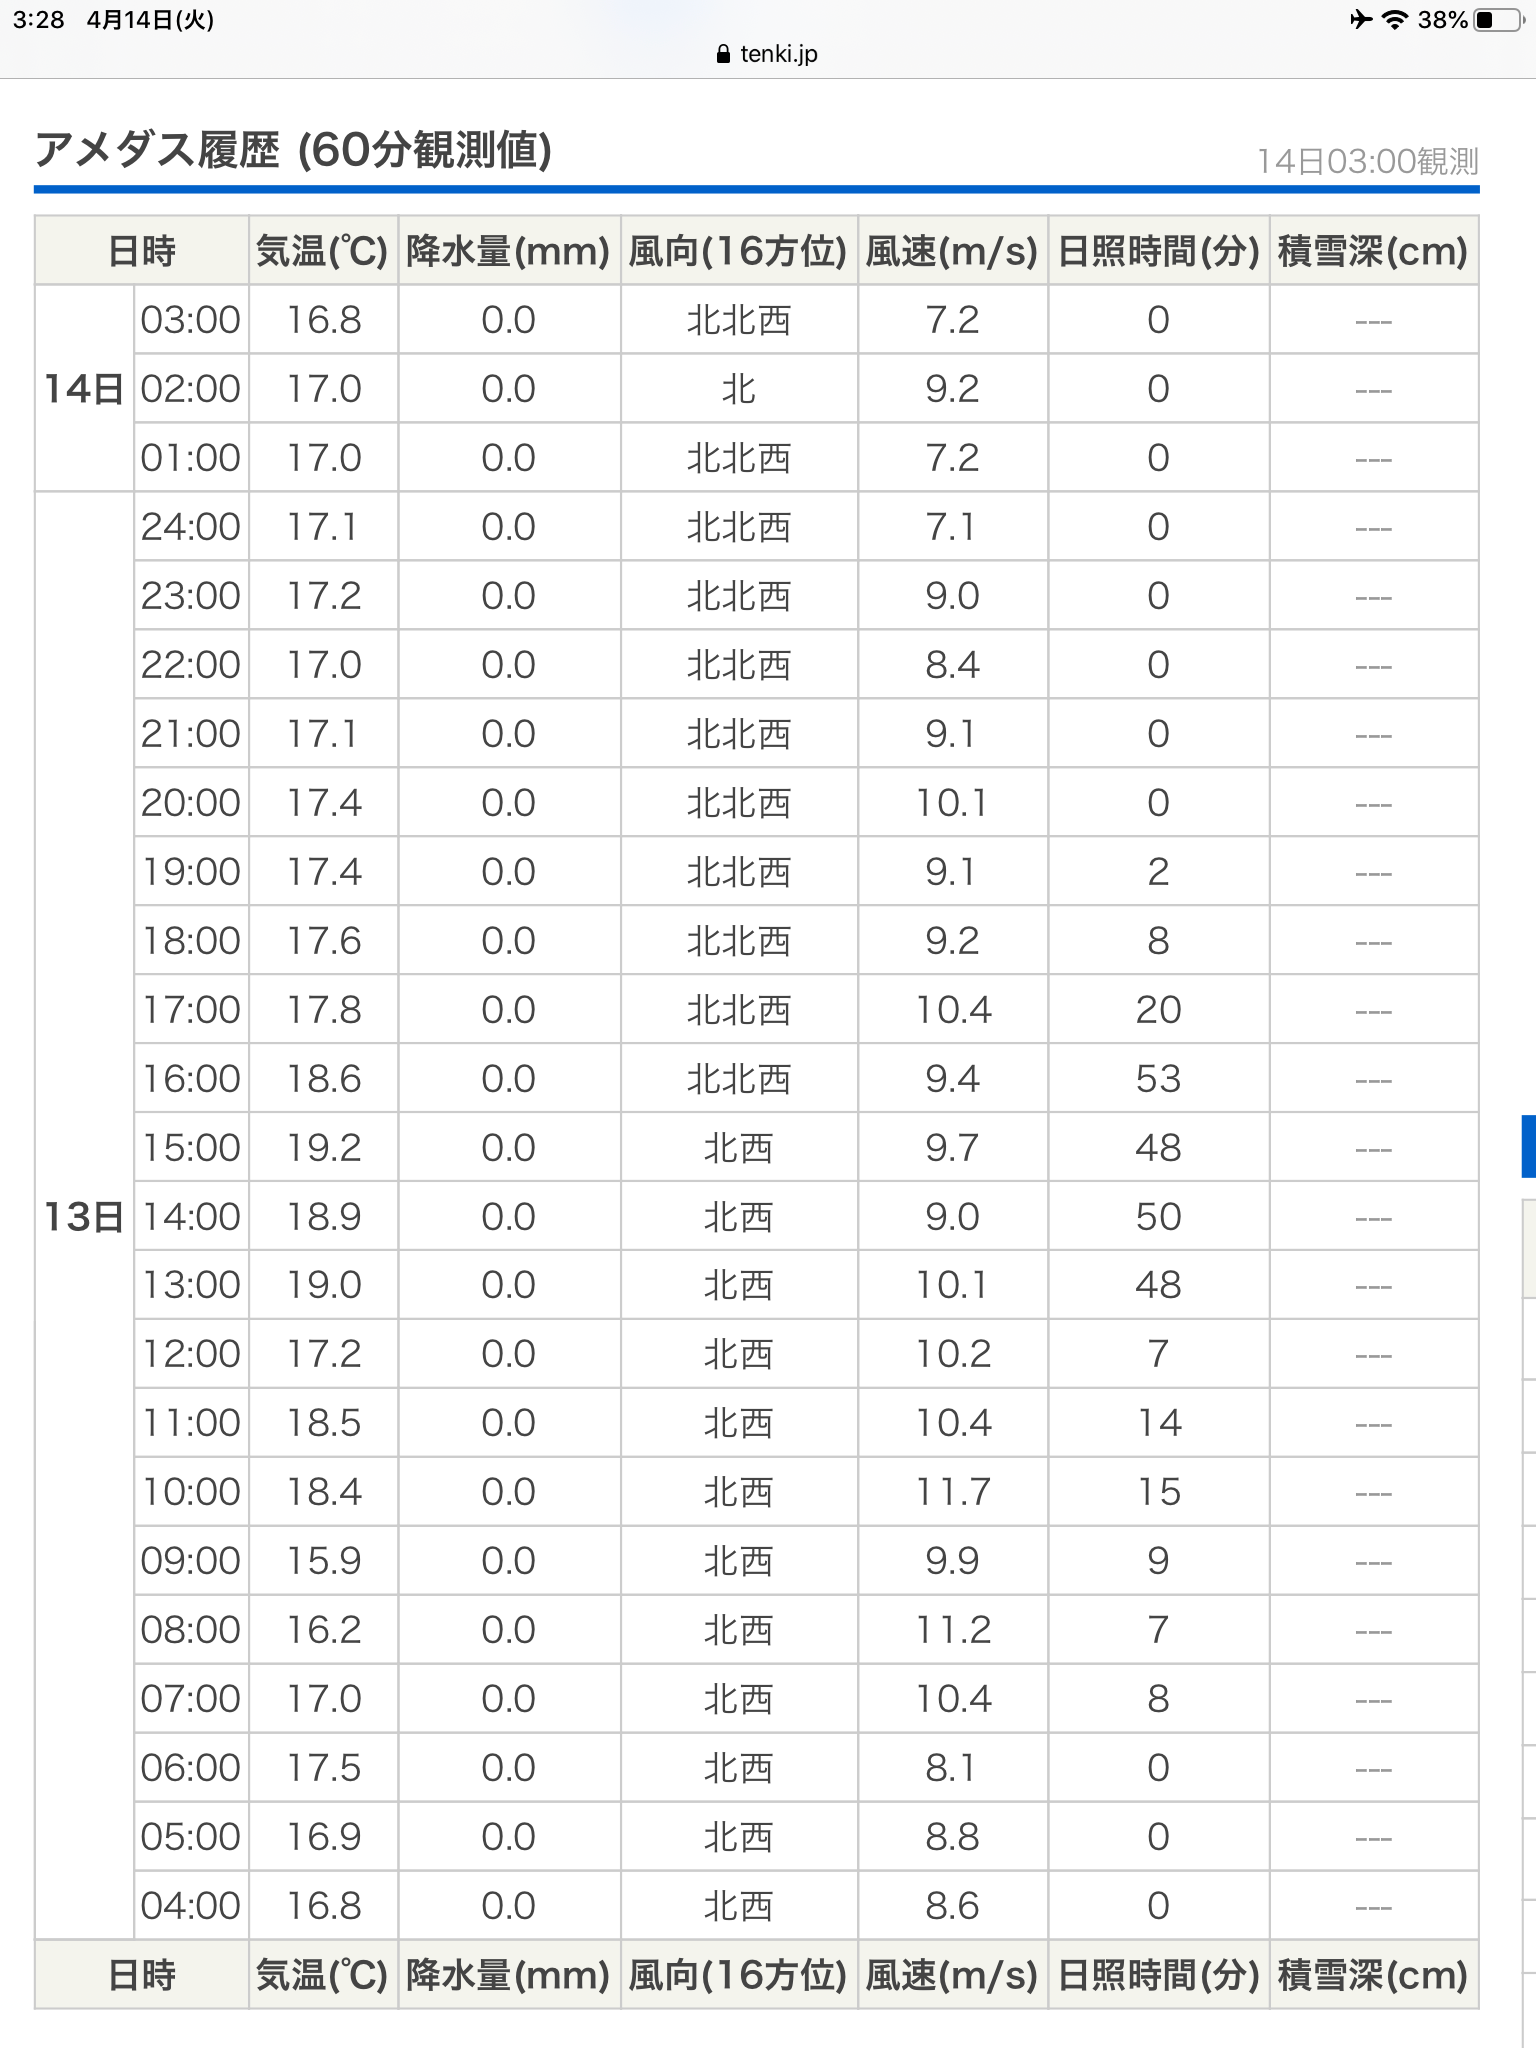 3:28 4月14日(火) 38%
tenki.jp
アメダス履歴 (60分観測値) 14日03:00観測
日時 気温(℃) 降水量(mm) 風向(16方位) 風速(m/s) 日照時間(分) 積雪深(cm)
03:00 16.8 0.0 北北西 7.2 0 ---
14日 02:00 17.0 0.0 北 9.2 0 ---
01:00 17.0 0.0 北北西 7.2 0 ---
24:00 17.1 0.0 北北西 7.1 0 ---
23:00 17.2 0.0 北北西 9.0 0 ---
22:00 17.0 0.0 北北西 8.4 0 ---
21:00 17.1 0.0 北北西 9.1 0 ---
20:00 17.4 0.0 北北西 10.1 0 ---
19:00 17.4 0.0 北北西 9.1 2 ---
18:00 17.6 0.0 北北西 9.2 8 ---
17:00 17.8 0.0 北北西 10.4 20 ---
16:00 18.6 0.0 北北西 9.4 53 ---
15:00 19.2 0.0 北西 9.7 48 ---
13日 14:00 18.9 0.0 北西 9.0 50 ---
13:00 19.0 0.0 北西 10.1 48 ---
12:00 17.2 0.0 北西 10.2 7 ---
11:00 18.5 0.0 北西 10.4 14 ---
10:00 18.4 0.0 北西 11.7 15 ---
09:00 15.9 0.0 北西 9.9 9 ---
08:00 16.2 0.0 北西 11.2 7 ---
07:00 17.0 0.0 北西 10.4 8 ---
06:00 17.5 0.0 北西 8.1 0 ---
05:00 16.9 0.0 北西 8.8 0 ---
04:00 16.8 0.0 北西 8.6 0 ---
日時 気温(℃) 降水量(mm) 風向(16方位) 風速(m/s) 日照時間(分) 積雪深(cm)